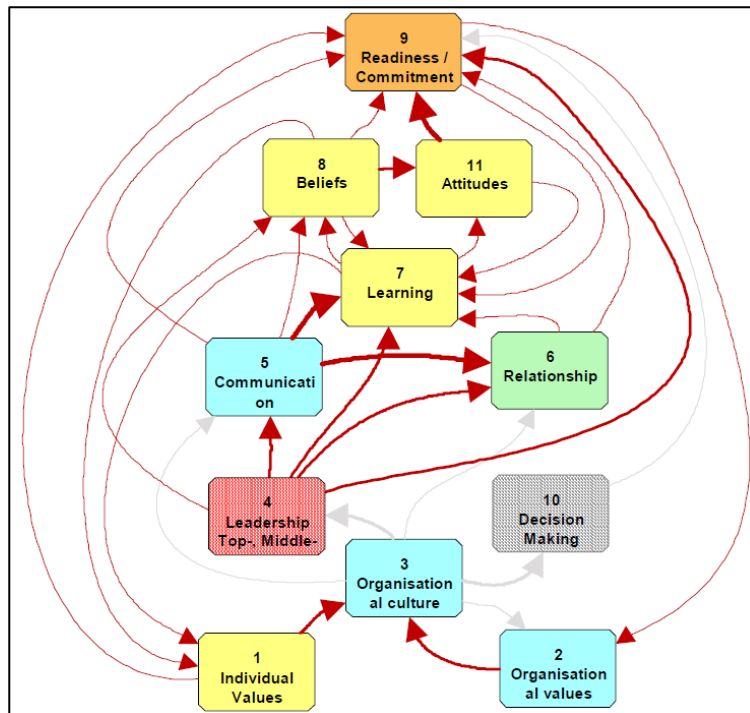 9
Readiness /
Commitment
8
Beliefs
11
Attitudes
7
Learning
5
Communicati
on
6
Relationship
4
Leadership
Top-, Middle-
10
Decision
Making
3
Organisation
al culture
1
Individual
Values
2
Organisation
al values